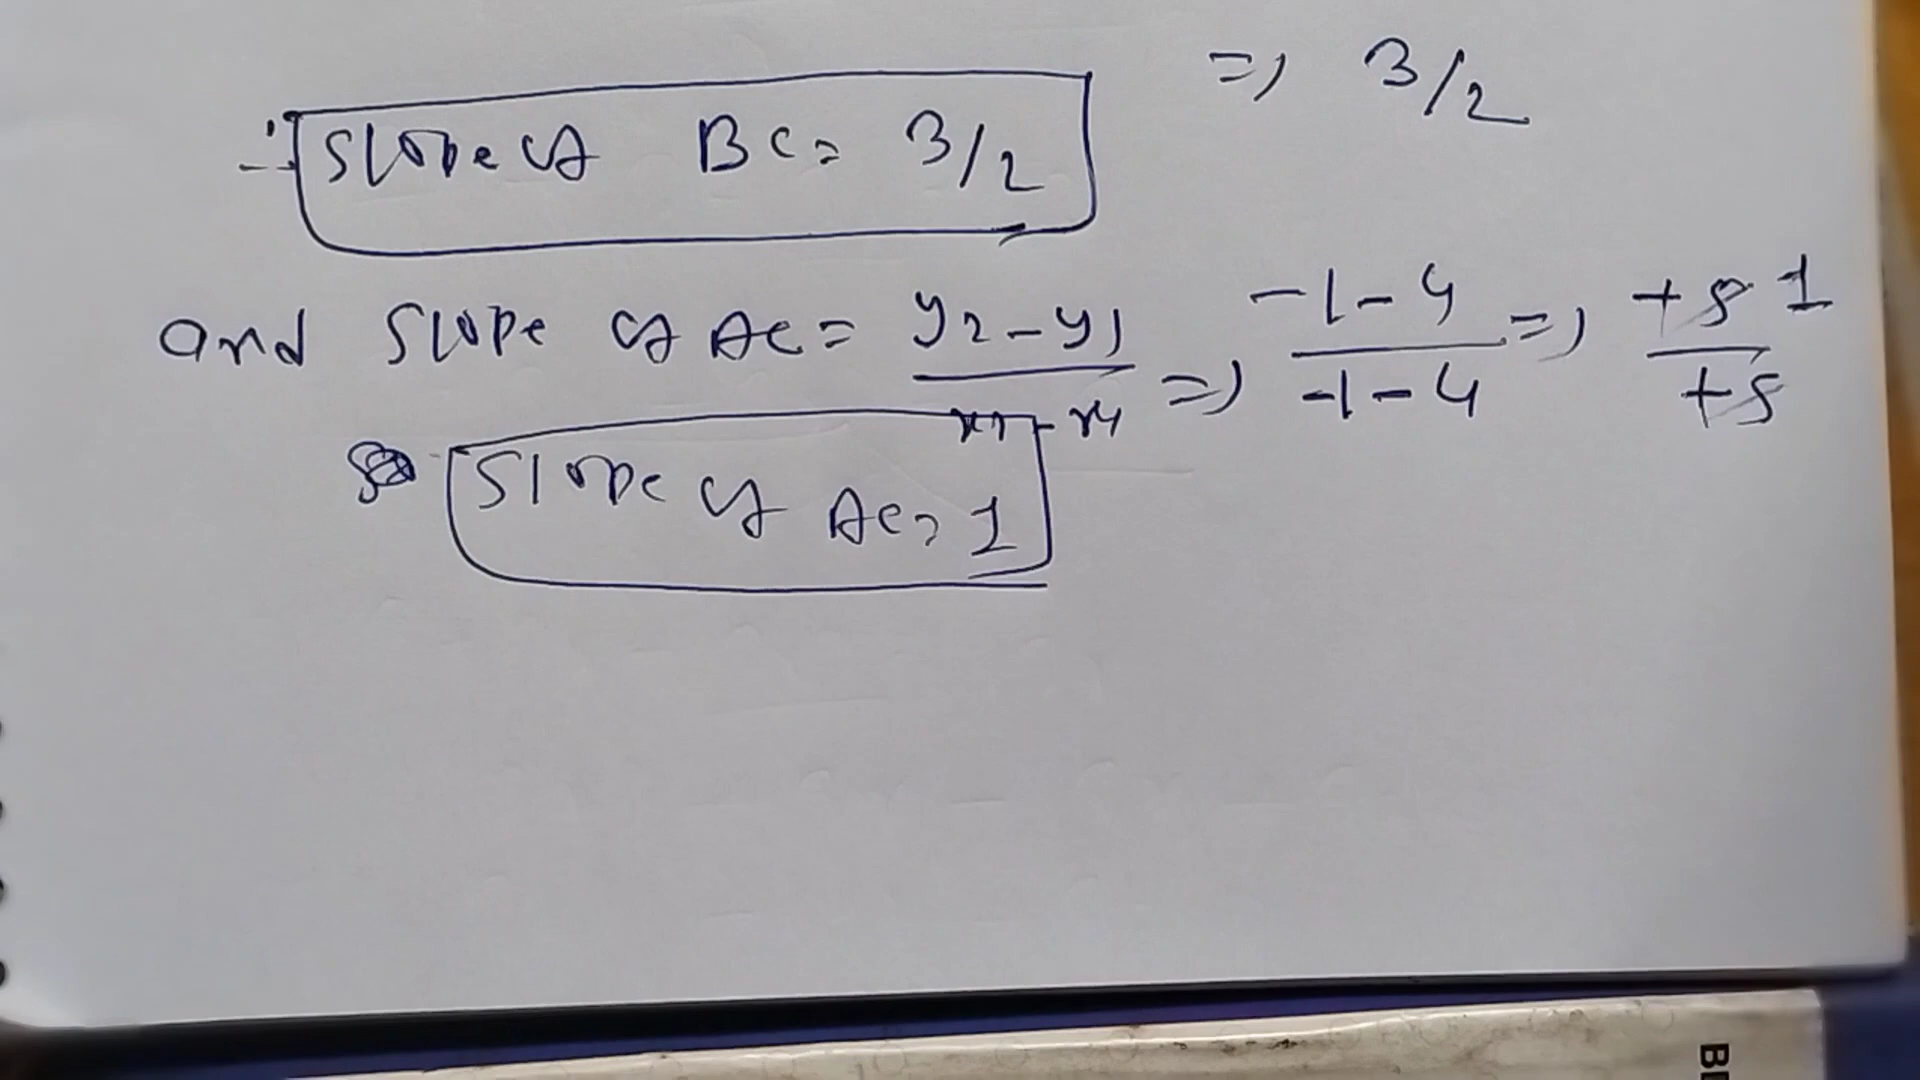 => 3/2
∴ Slope of BC = 3/2
and Slope of AC = y2-y1 / x2-x1 => -1-4 / -1-4 => +5 / +5 1
Slope of AC = 1
BI